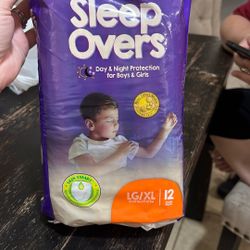 Sleep
Overs
Day & Night Protection
for Boys & Girls
LG/XL
12